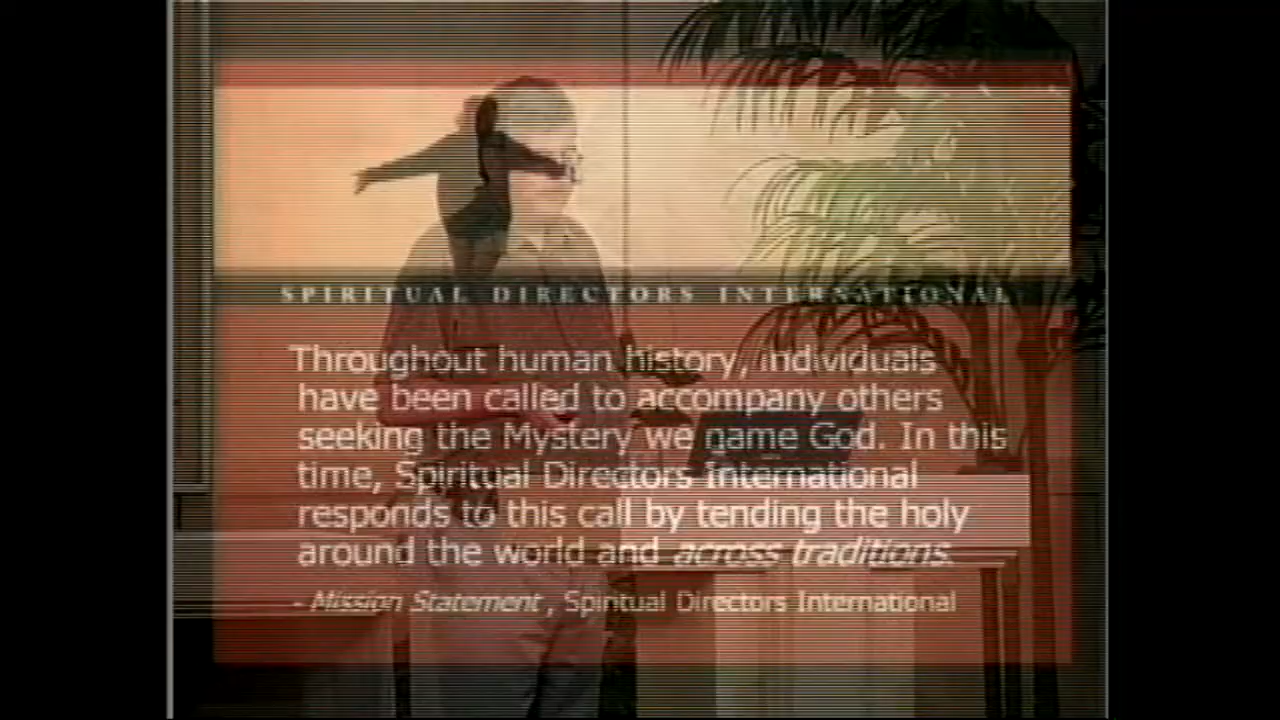 SPIRITUAL DIRECTORS INTERNATIONAL
Throughout human history, individuals
have been called to accompany others
seeking the Mystery we name God. In this
time, Spiritual Directors International
responds to this call by tending the holy
around the world and across traditions.
- Mission Statement, Spiritual Directors International